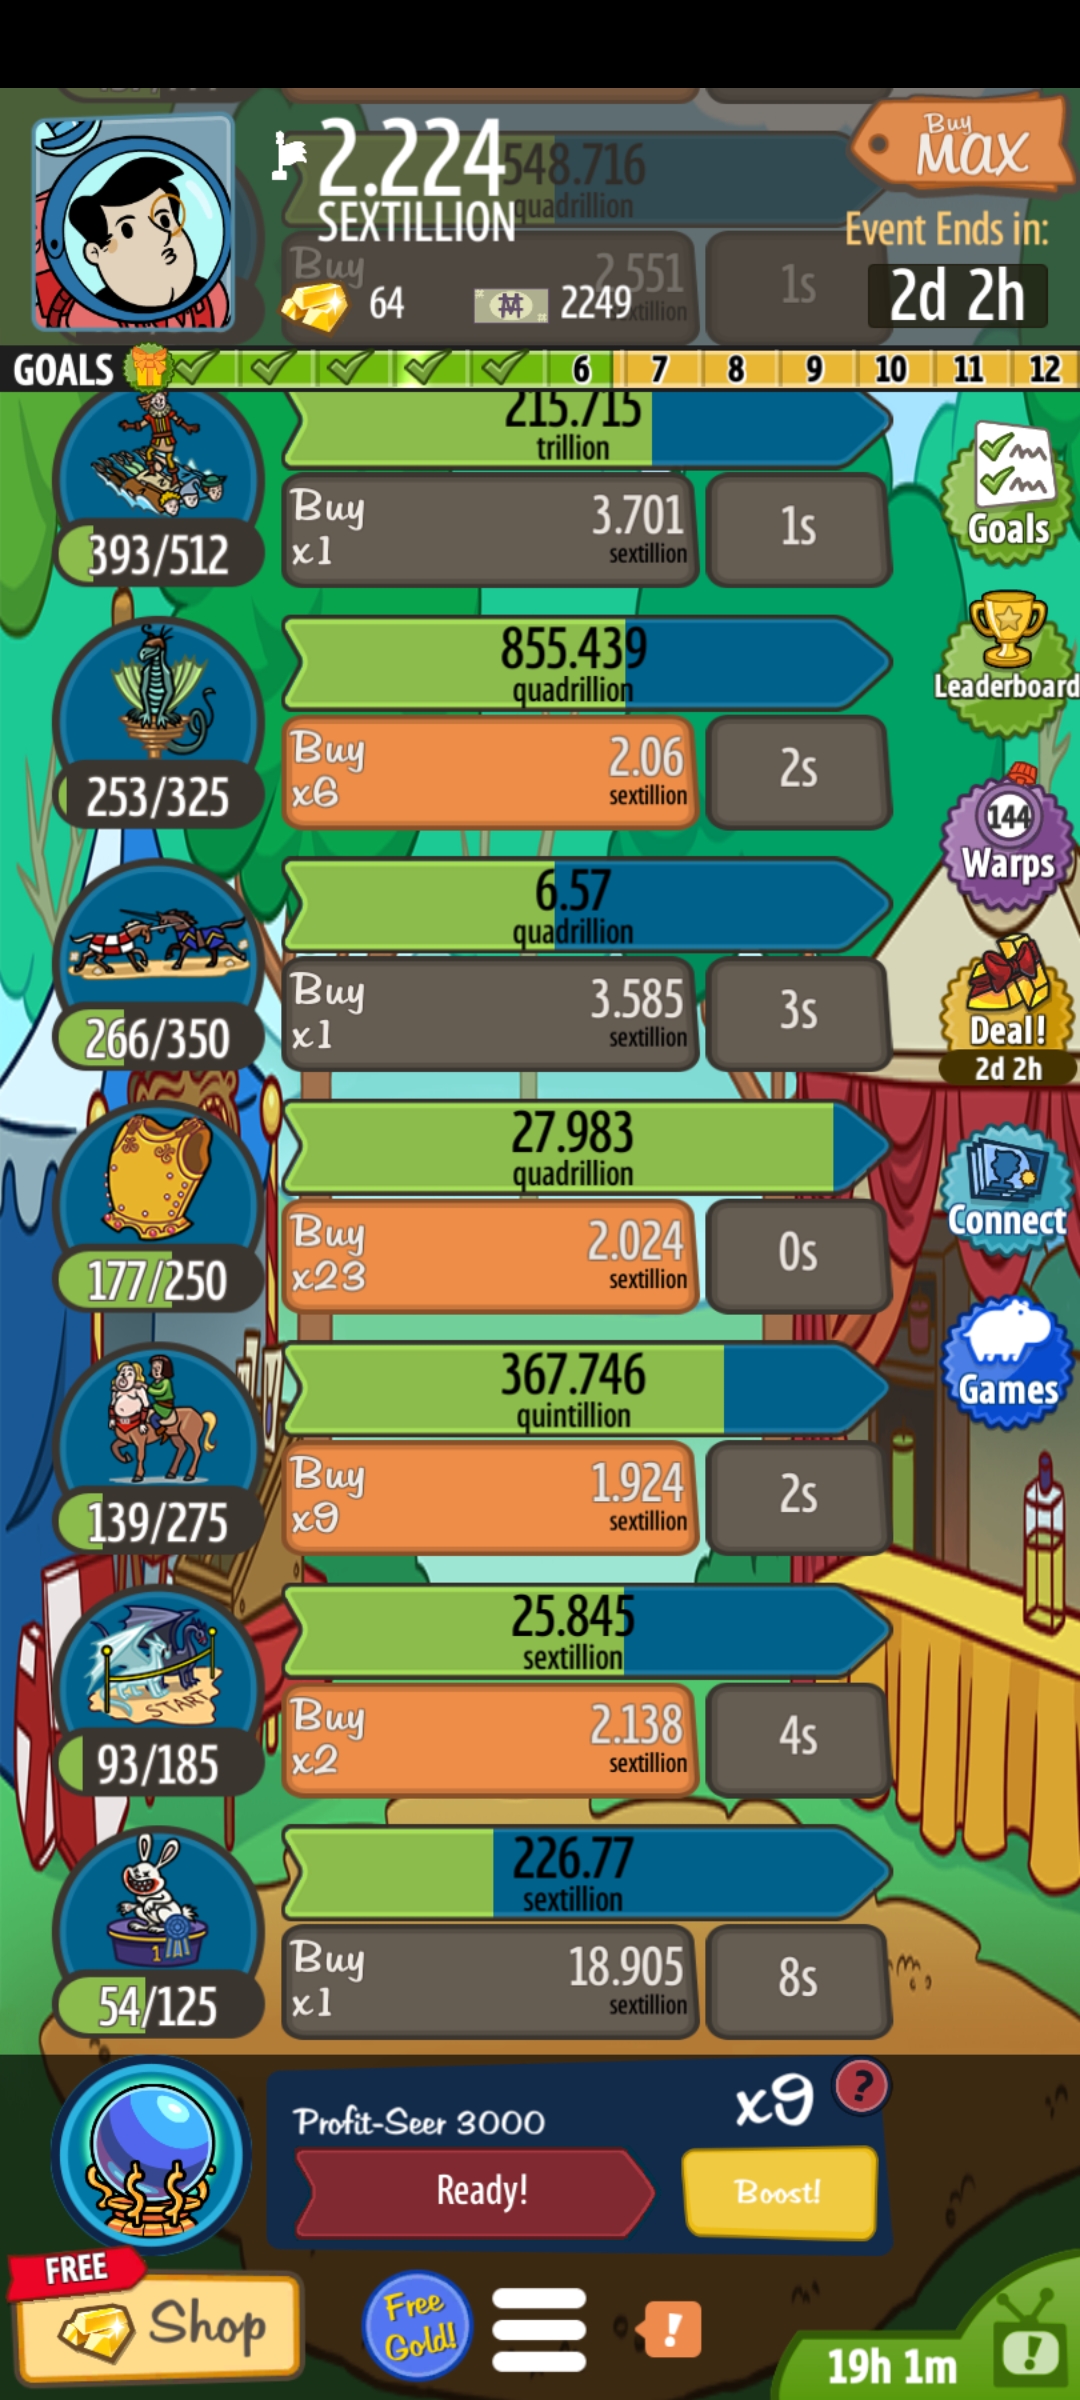 2.224
SEXTILLION
548.716
quadrillion
Buy
MAX
Event Ends in:
2d 2h
Buy
2.551
1s
64
2249
GOALS
6 7 8 9 10 11 12
215.715
trillion
393/512
Buy
x1
3.701
sextillion
1s
Goals
855.439
quadrillion
253/325
Buy
x6
2.06
sextillion
2s
Leaderboard
144
Warps
6.57
quadrillion
266/350
Buy
x1
3.585
sextillion
3s
Deal!
2d 2h
27.983
quadrillion
177/250
Buy
x23
2.024
sextillion
0s
Connect
367.746
quintillion
139/275
Buy
x9
1.924
sextillion
2s
Games
25.845
sextillion
START
93/185
Buy
x2
2.138
sextillion
4s
226.77
sextillion
1
54/125
Buy
x1
18.905
sextillion
8s
Profit-Seer 3000
x9
?
Ready!
Boost!
FREE
Shop
Free
Gold!
!
19h 1m
!